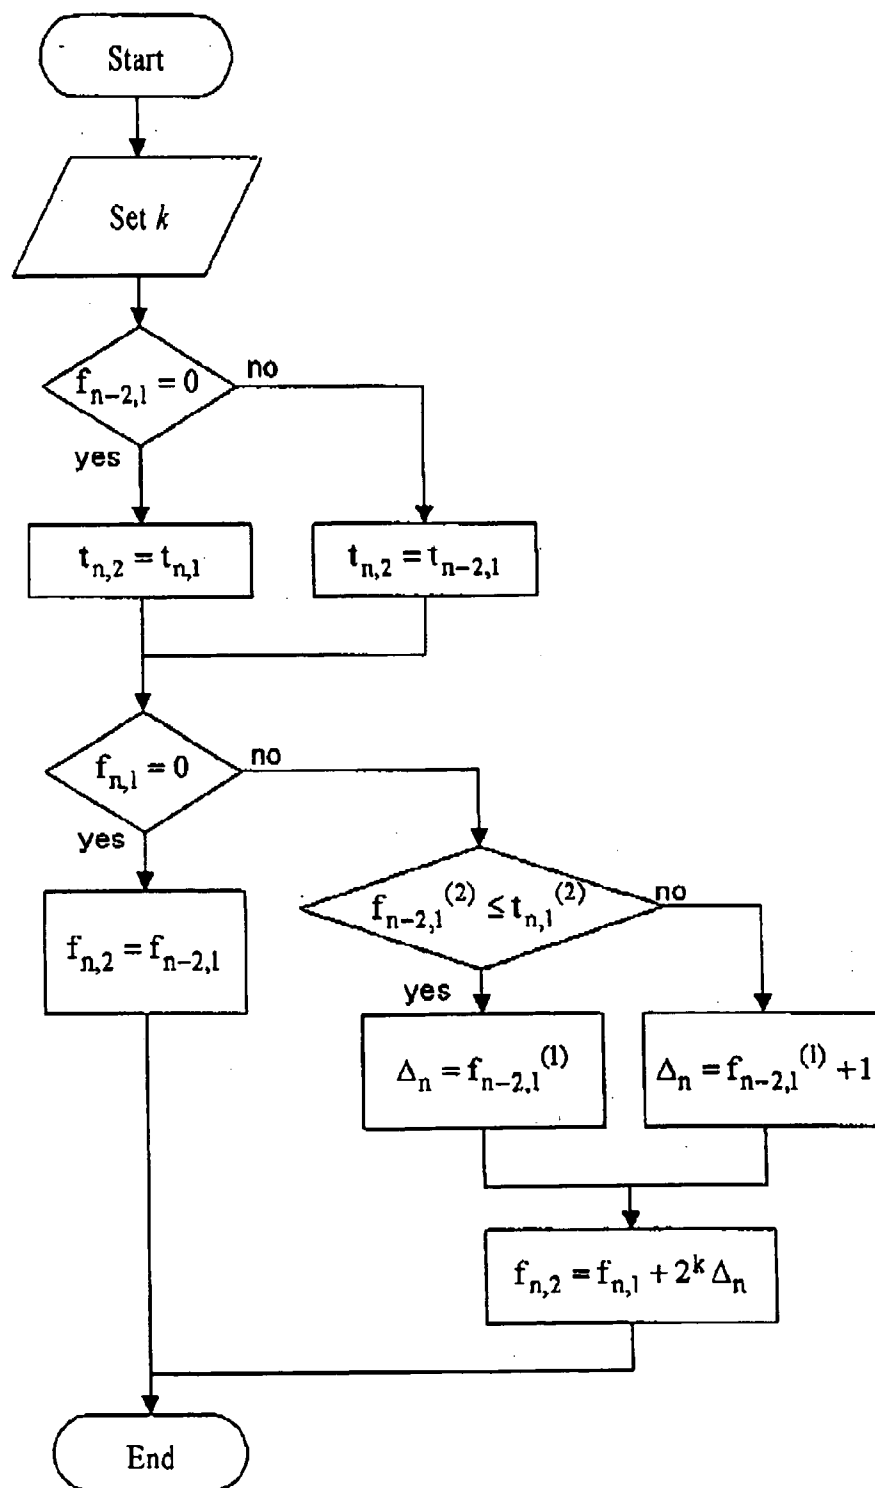 Start
Set k
f_{n-2,1} = 0
no
yes
t_{n,2} = t_{n,1}
t_{n,2} = t_{n-2,1}
f_{n,1} = 0
no
yes
f_{n,2} = f_{n-2,1}
f_{n-2,1}^{(2)} ≤ t_{n,1}^{(2)}
no
yes
Δ_n = f_{n-2,1}^{(1)}
Δ_n = f_{n-2,1}^{(1)} + 1
f_{n,2} = f_{n,1} + 2^k Δ_n
End